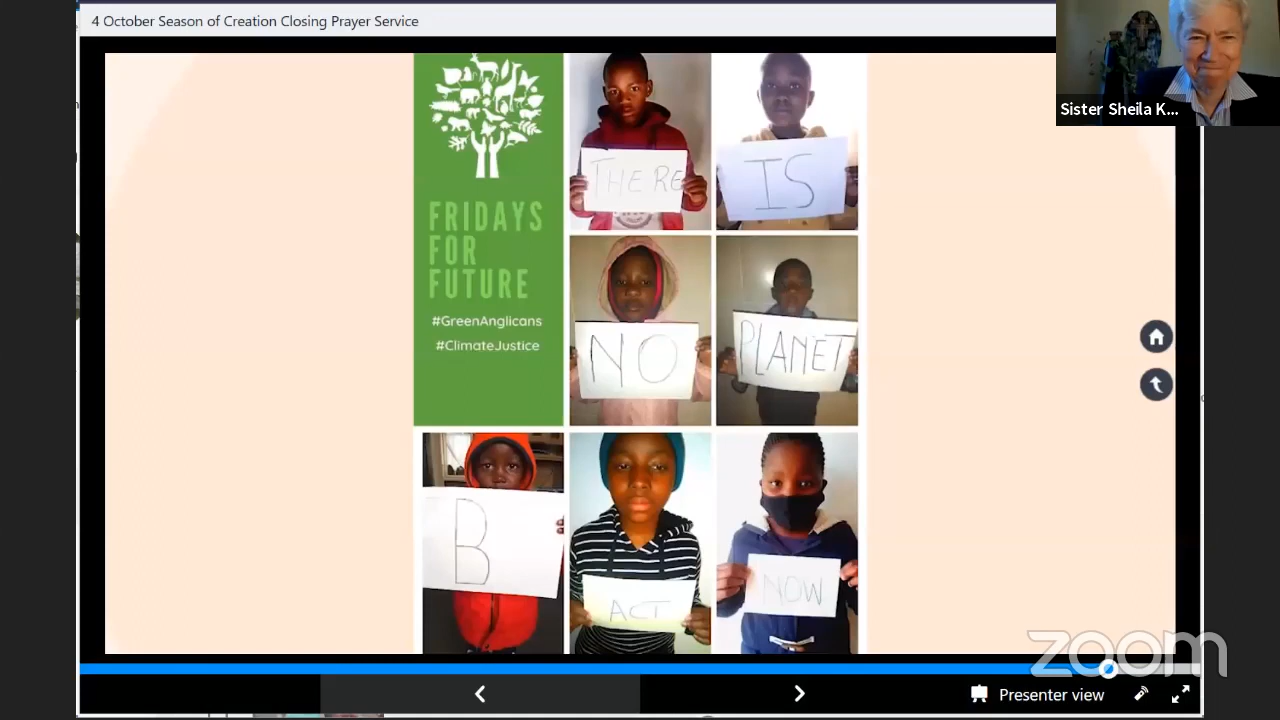 4 October Season of Creation Closing Prayer Service
Sister Sheila K...
FRIDAYS
FOR
FUTURE
#GreenAnglicans
#ClimateJustice
THERE
IS
NO
PLANET
B
ACT
NOW
zoom
Presenter view